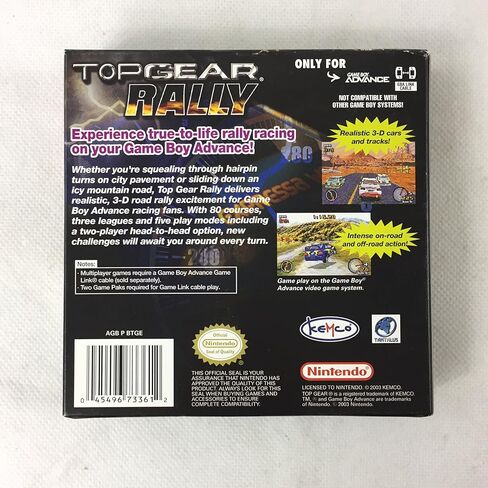 TOP GEAR®
RALLY
ONLY FOR
GAME BOY
ADVANCE
GBA LINK
CABLE
NOT COMPATIBLE WITH
OTHER GAME BOY SYSTEMS!
Experience true-to-life rally racing
on your Game Boy Advance!
Whether you're squealing through hairpin
turns on city pavement or sliding down an
icy mountain road, Top Gear Rally delivers
realistic, 3-D road rally excitement for Game
Boy Advance racing fans. With 80 courses,
three leagues and five play modes including
a two-player head-to-head option, new
challenges will await you around every turn.
Realistic 3-D cars
and tracks!
Intense on-road
and off-road action!
Game play on the Game Boy®
Advance video game system.
Notes:
• Multiplayer games require a Game Boy Advance Game
Link® cable (sold separately).
• Two Game Paks required for Game Link cable play.
AGB P BTGE
0 45496 73361 2
Official
Nintendo
Seal of Quality
THIS OFFICIAL SEAL IS YOUR
ASSURANCE THAT NINTENDO HAS
APPROVED THE QUALITY OF THIS
PRODUCT. ALWAYS LOOK FOR THIS
SEAL WHEN BUYING GAMES AND
ACCESSORIES TO ENSURE
COMPLETE COMPATIBILITY.
KEMCO
TANTALUS
Nintendo®
LICENSED TO NINTENDO. © 2003 KEMCO.
TOP GEAR ® is a registered trademark of KEMCO.
TM, ® and Game Boy Advance are trademarks
of Nintendo. © 2003 Nintendo.